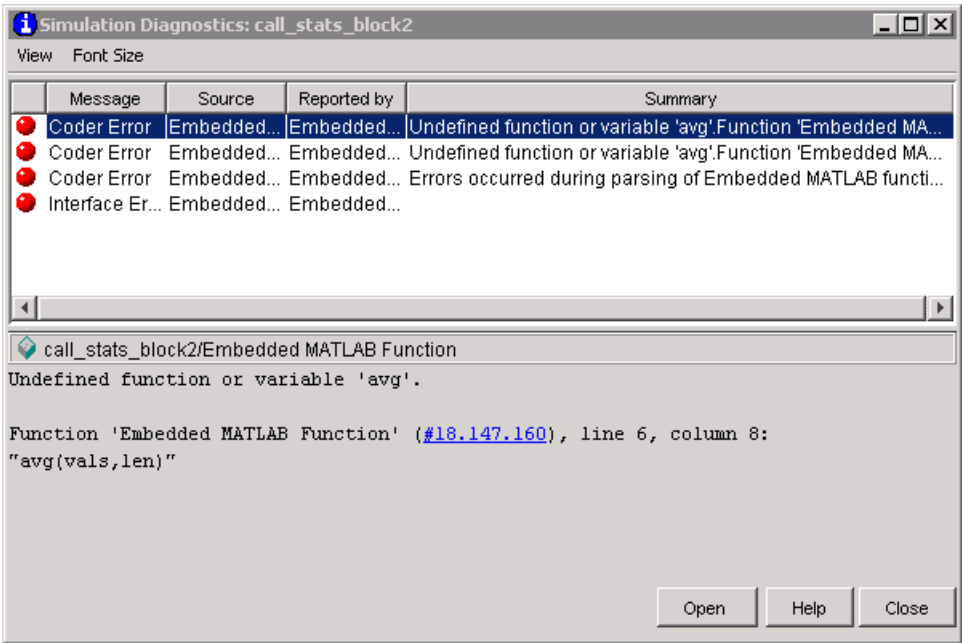 Simulation Diagnostics: call_stats_block2
View Font Size
Message Source Reported by Summary
Coder Error Embedded... Embedded... Undefined function or variable 'avg'.Function 'Embedded MA...
Coder Error Embedded... Embedded... Undefined function or variable 'avg'.Function 'Embedded MA...
Coder Error Embedded... Embedded... Errors occurred during parsing of Embedded MATLAB functi...
Interface Er... Embedded... Embedded...
call_stats_block2/Embedded MATLAB Function
Undefined function or variable 'avg'.
Function 'Embedded MATLAB Function' (#18.147.160), line 6, column 8:
"avg(vals,len)"
Open Help Close